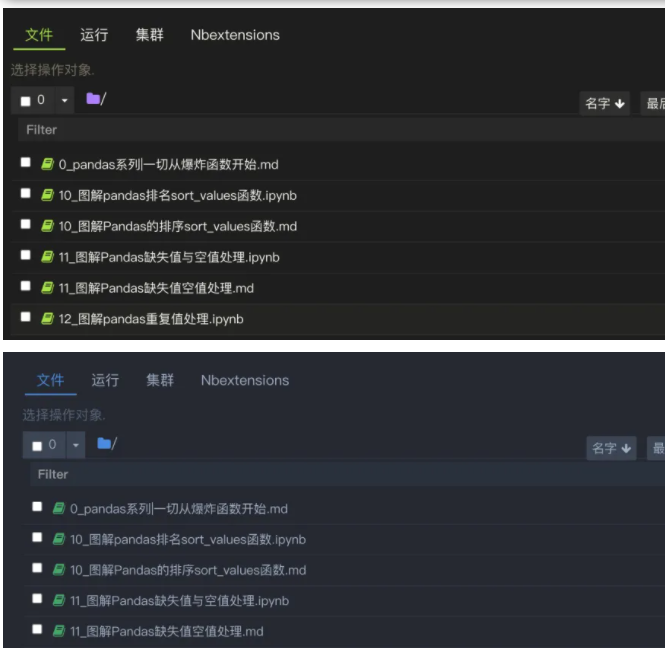 文件 运行 集群 Nbextensions
选择操作对象.
0 /
名字 最后
Filter
0_pandas系列|一切从爆炸函数开始.md
10_图解pandas排名sort_values函数.ipynb
10_图解Pandas的排序sort_values函数.md
11_图解Pandas缺失值与空值处理.ipynb
11_图解Pandas缺失值空值处理.md
12_图解pandas重复值处理.ipynb
文件 运行 集群 Nbextensions
选择操作对象.
0 /
名字 最
Filter
0_pandas系列|一切从爆炸函数开始.md
10_图解pandas排名sort_values函数.ipynb
10_图解Pandas的排序sort_values函数.md
11_图解Pandas缺失值与空值处理.ipynb
11_图解Pandas缺失值空值处理.md